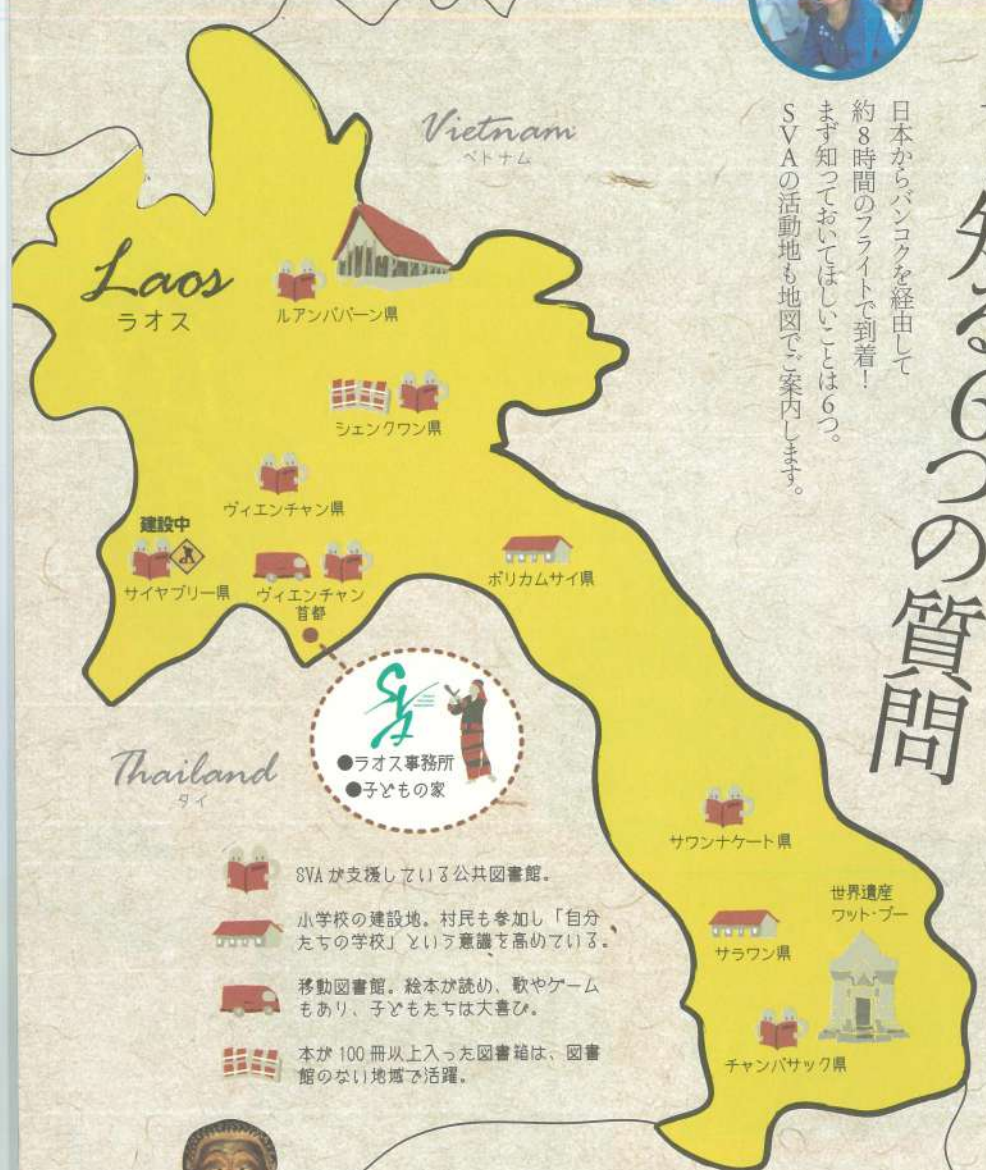 知る6つの質問
日本からバンコクを経由して
約8時間のフライトで到着!
まず知っておいてほしいことは6つ。
SVAの活動地も地図でご案内します。
Vietnam
ベトナム
Laos
ラオス
ルアンパバーン県
シェンクワン県
ヴィエンチャン県
建設中
サイヤブリー県
ヴィエンチャン
首都
ボリカムサイ県
SVA
●ラオス事務所
●子どもの家
Thailand
タイ
サワンナケート県
世界遺産
ワット・プー
サラワン県
チャンパサック県
SVAが支援している公共図書館。
小学校の建設地。村民も参加し「自分
たちの学校」という意識を高めている。
移動図書館。絵本が読め、歌やゲーム
もあり、子どもたちは大喜び。
本が100冊以上入った図書箱は、図書
館のない地域で活躍。